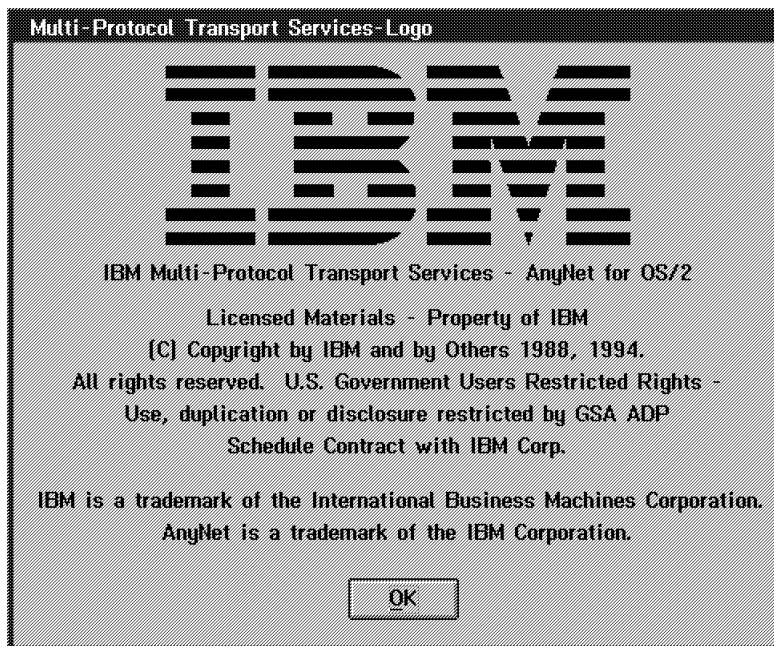 Multi-Protocol Transport Services-Logo
IBM
IBM Multi-Protocol Transport Services - AnyNet for OS/2
Licensed Materials - Property of IBM
(C) Copyright by IBM and by Others 1988, 1994.
All rights reserved.  U.S. Government Users Restricted Rights -
Use, duplication or disclosure restricted by GSA ADP
Schedule Contract with IBM Corp.
IBM is a trademark of the International Business Machines Corporation.
AnyNet is a trademark of the IBM Corporation.
OK